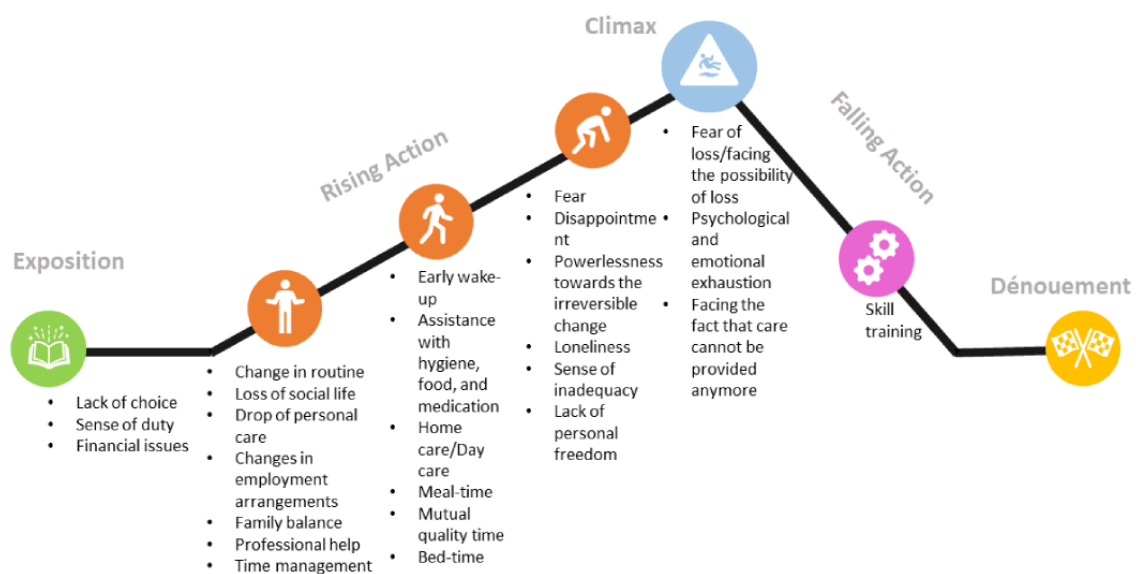 Exposition
• Lack of choice
• Sense of duty
• Financial issues
Rising Action
• Change in routine
• Loss of social life
• Drop of personal
care
• Changes in
employment
arrangements
• Family balance
• Professional help
• Time management
• Early wake-
up
• Assistance
with
hygiene,
food, and
medication
• Home
care/Day
care
• Meal-time
• Mutual
quality time
• Bed-time
• Fear
• Disappointme
nt
• Powerlessness
towards the
irreversible
change
• Loneliness
• Sense of
inadequacy
• Lack of
personal
freedom
Climax
• Fear of
loss/facing
the possibility
of loss
• Psychological
and
emotional
exhaustion
• Facing the
fact that care
cannot be
provided
anymore
Falling Action
Skill
training
Dénouement